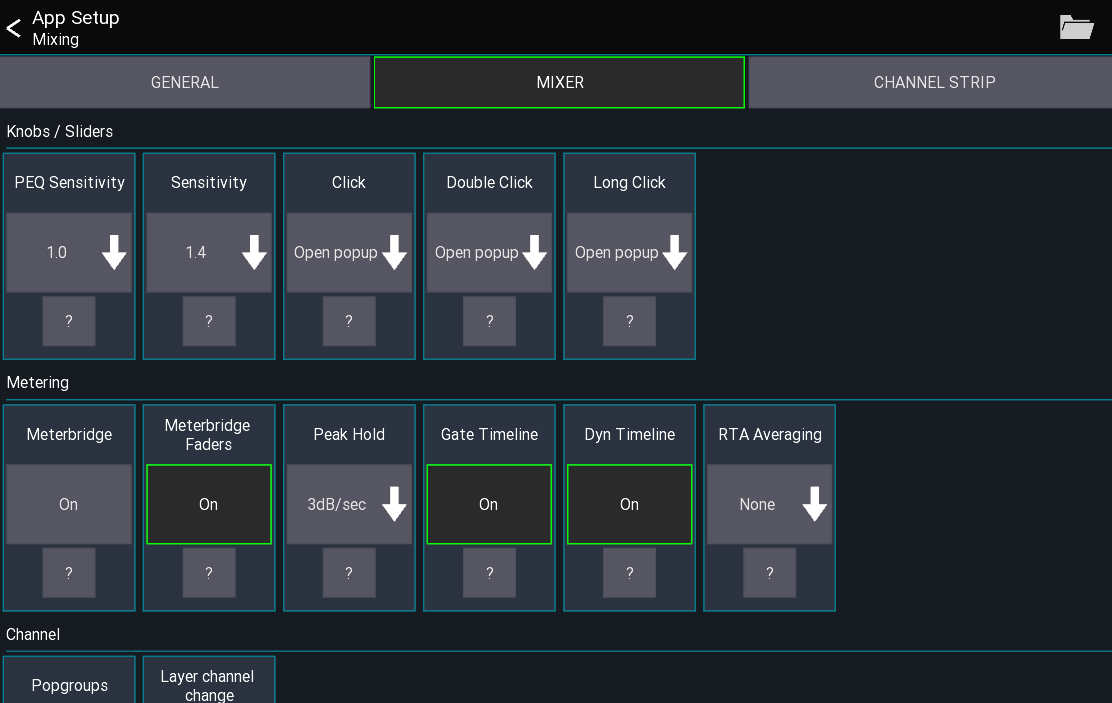 App Setup
Mixing
GENERAL
MIXER
CHANNEL STRIP
Knobs / Sliders
PEQ Sensitivity
Sensitivity
Click
Double Click
Long Click
1.0
1.4
Open popup
Open popup
Open popup
?
?
?
?
?
Metering
Meterbridge
Meterbridge
Faders
Peak Hold
Gate Timeline
Dyn Timeline
RTA Averaging
On
On
3dB/sec
On
On
None
?
?
?
?
?
?
Channel
Popgroups
Layer channel
change